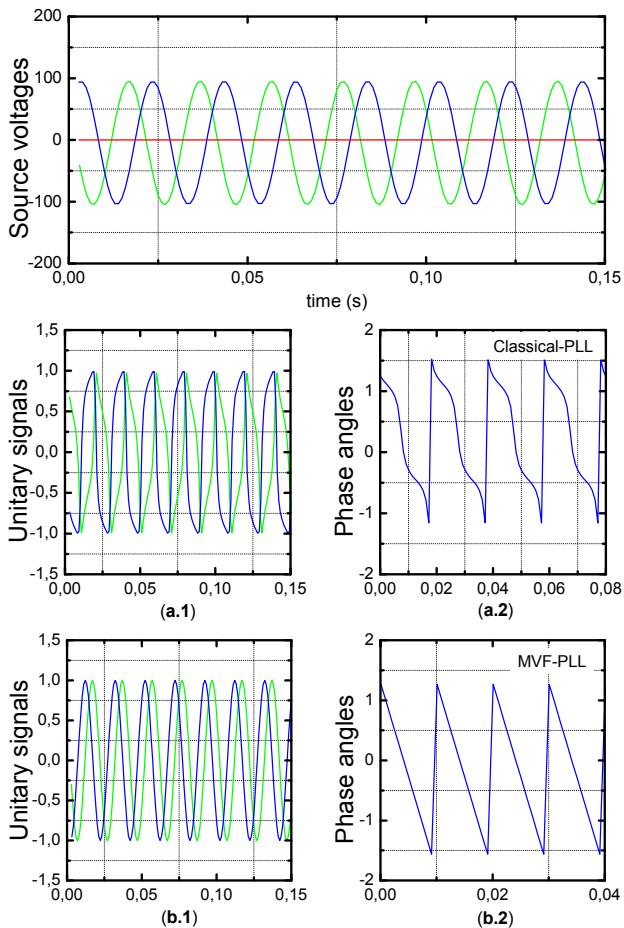 Source voltages
200
100
0
-100
-200
0,00 0,05 0,10 0,15
time (s)
Unitary signals
1,5
1,0
0,5
0,0
-0,5
-1,0
-1,5
0,00 0,05 0,10 0,15
(a.1)
Phase angles
Classical-PLL
2
1
0
-1
-2
0,00 0,02 0,04 0,06 0,08
(a.2)
Unitary signals
1,5
1,0
0,5
0,0
-0,5
-1,0
-1,5
0,00 0,05 0,10 0,15
(b.1)
Phase angles
MVF-PLL
2
1
0
-1
-2
0,00 0,02 0,04
(b.2)